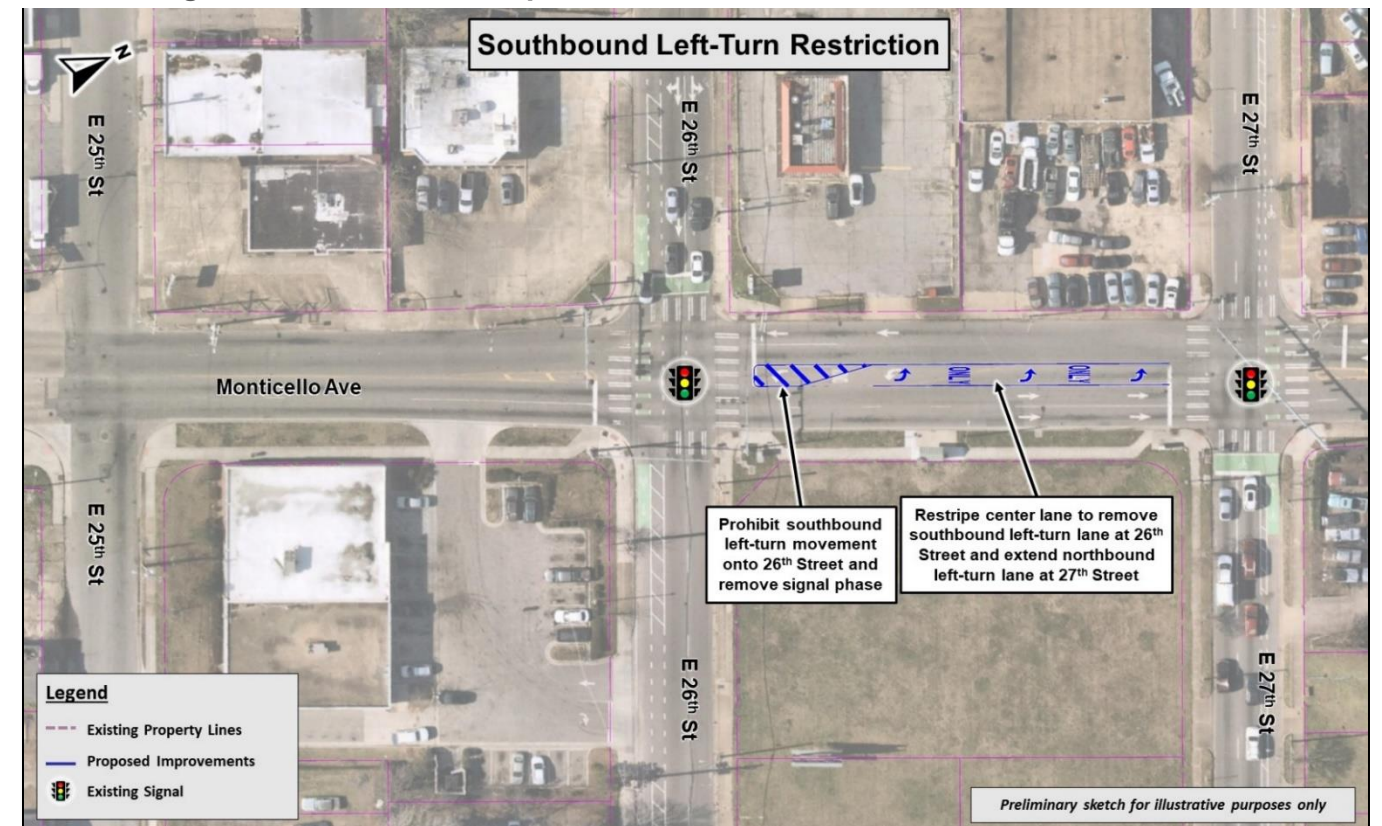 Southbound Left-Turn Restriction
N
E 25th St
E 26th St
E 27th St
Monticello Ave
ONLY
ONLY
Prohibit southbound
left-turn movement
onto 26th Street and
remove signal phase
Restripe center lane to remove
southbound left-turn lane at 26th
Street and extend northbound
left-turn lane at 27th Street
E 25th St
E 26th St
E 27th St
Legend
Existing Property Lines
Proposed Improvements
Existing Signal
Preliminary sketch for illustrative purposes only